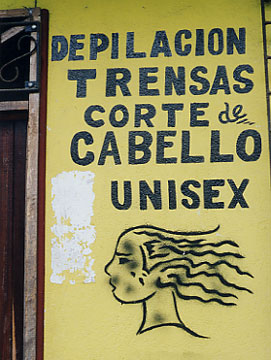 DEPILACION
TRENSAS
CORTE de
CABELLO
UNISEX